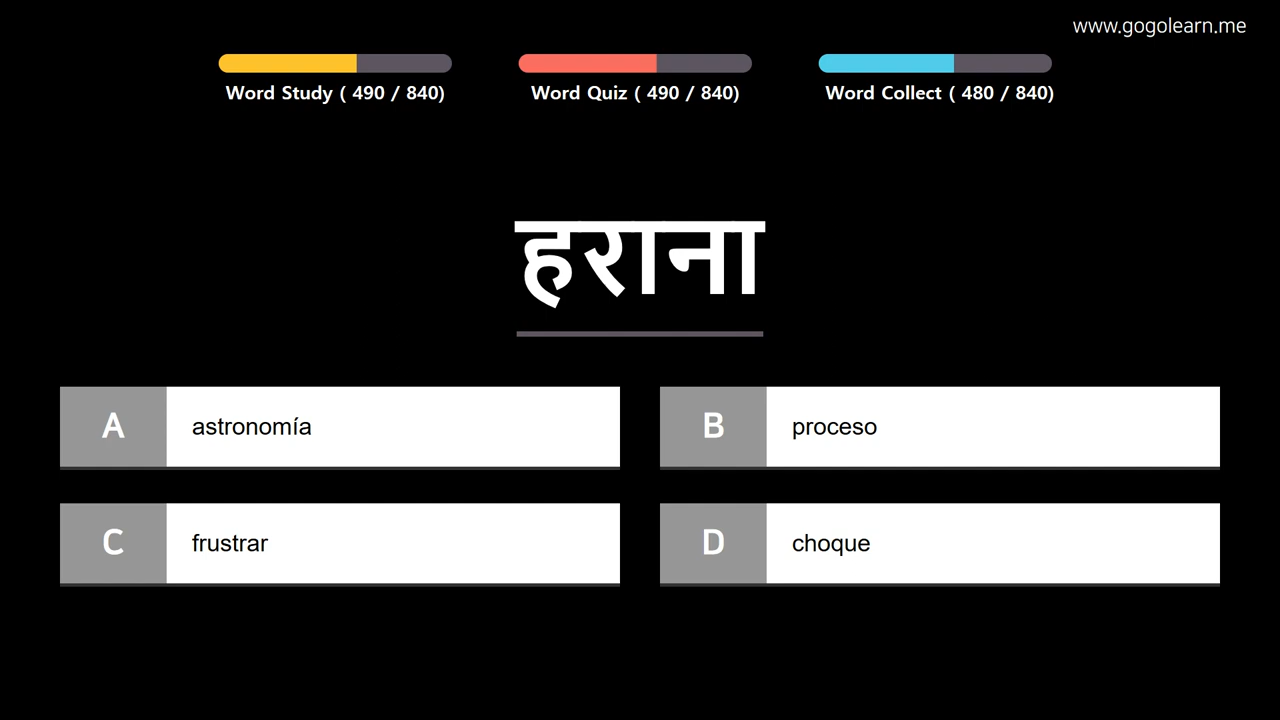 www.gogolearn.me
Word Study ( 490 / 840)
Word Quiz ( 490 / 840)
Word Collect ( 480 / 840)
हराना
A astronomía
B proceso
C frustrar
D choque